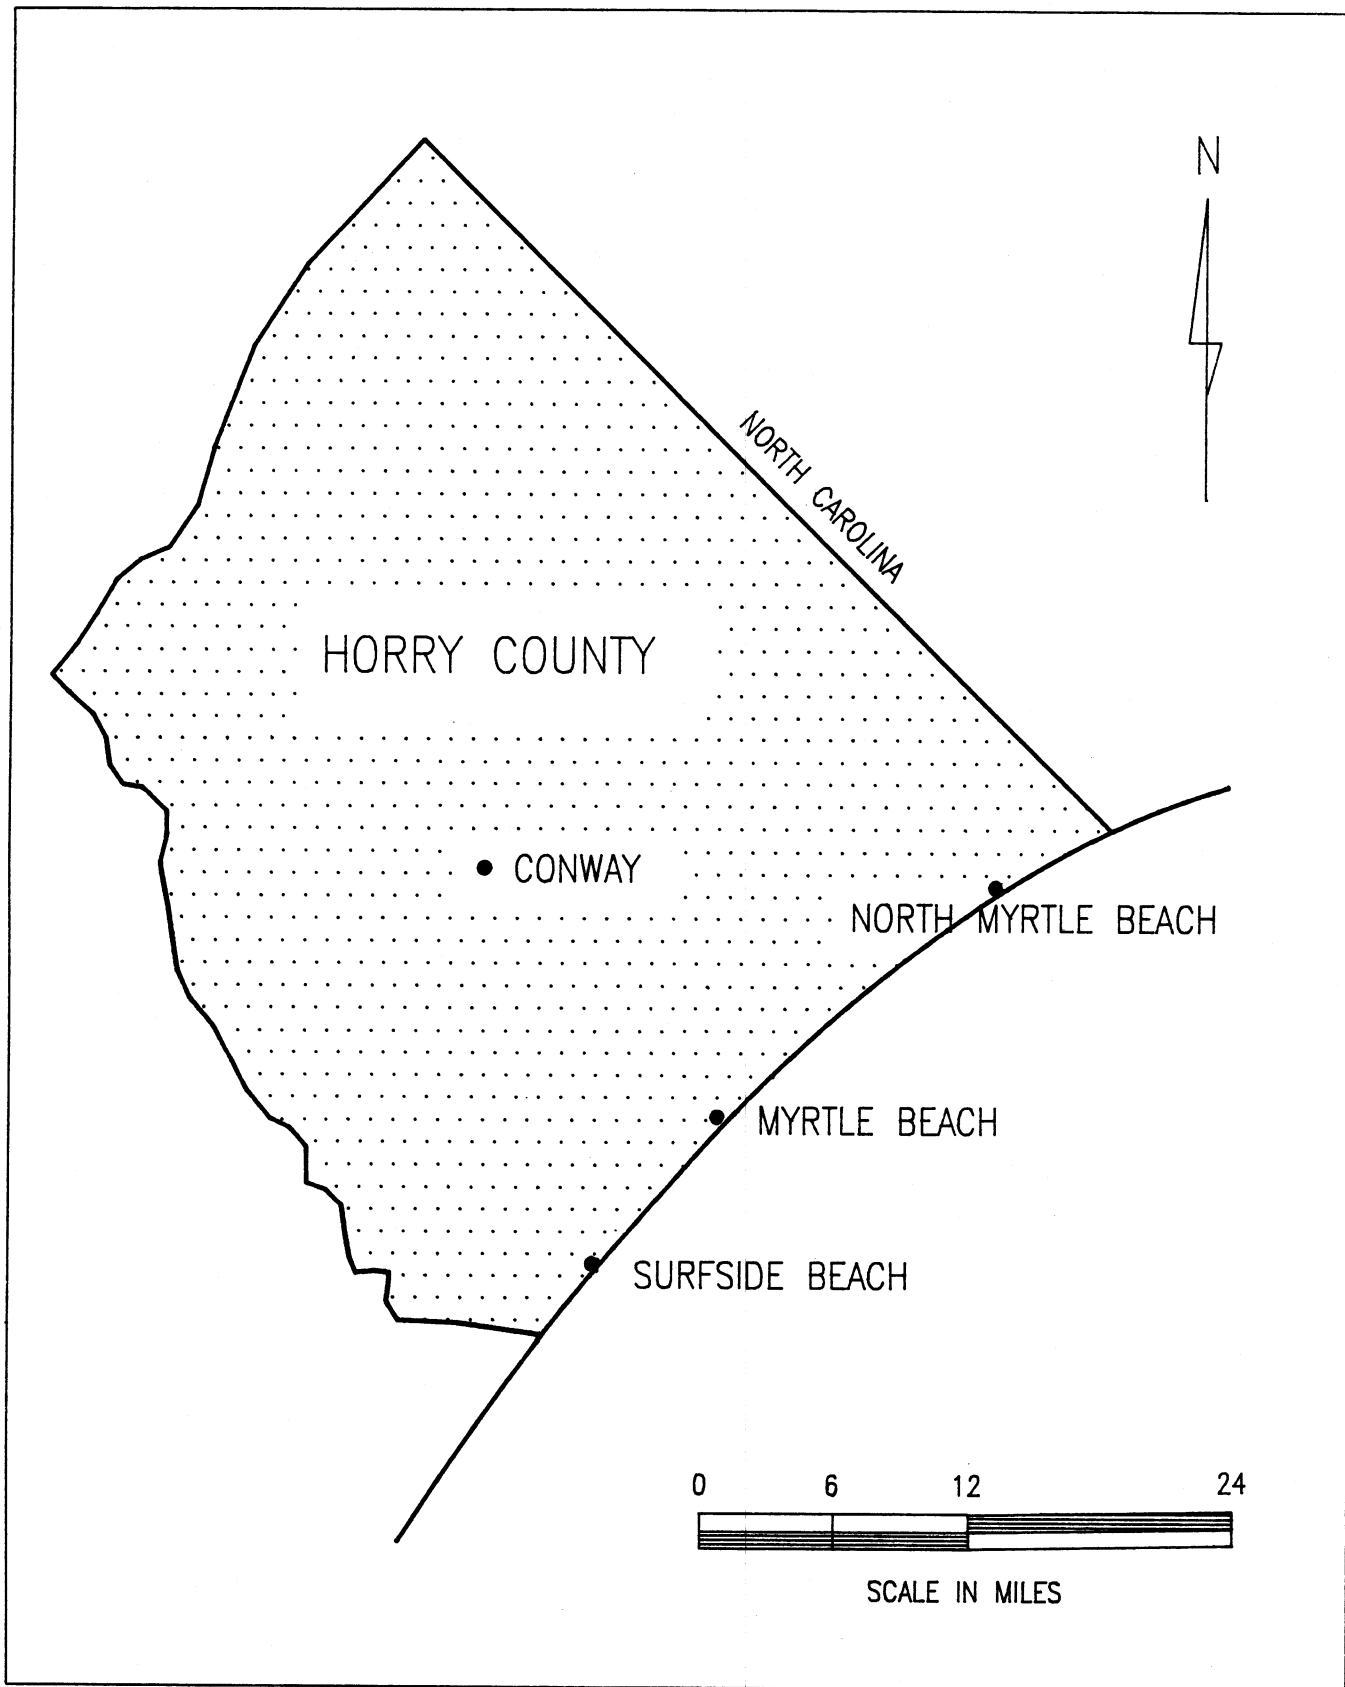 N
NORTH CAROLINA
HORRY COUNTY
CONWAY
NORTH MYRTLE BEACH
MYRTLE BEACH
SURFSIDE BEACH
0 6 12 24
SCALE IN MILES